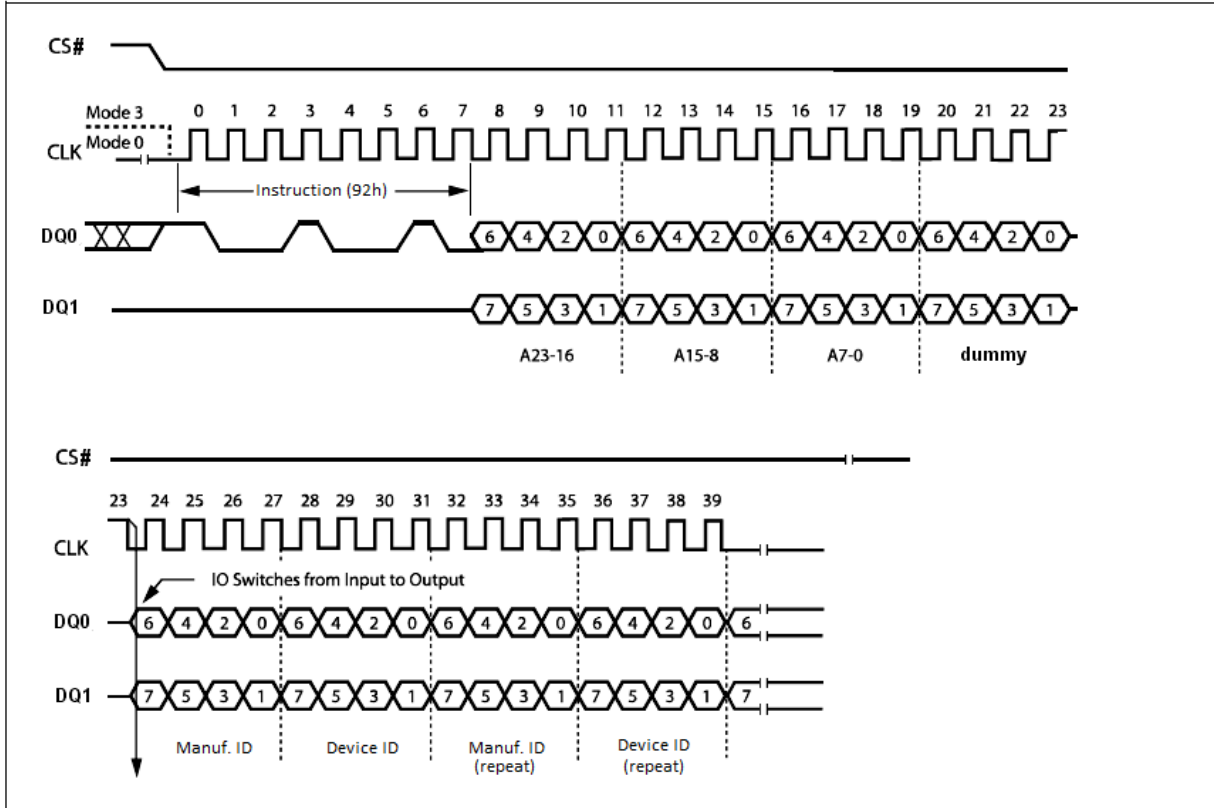 CS#
Mode 3 0 1 2 3 4 5 6 7 8 9 10 11 12 13 14 15 16 17 18 19 20 21 22 23
CLK Mode 0
Instruction (92h)
DQ0 6 4 2 0 6 4 2 0 6 4 2 0 6 4 2 0
DQ1 7 5 3 1 7 5 3 1 7 5 3 1 7 5 3 1
A23-16 A15-8 A7-0 dummy
CS#
23 24 25 26 27 28 29 30 31 32 33 34 35 36 37 38 39
CLK
IO Switches from Input to Output
DQ0 6 4 2 0 6 4 2 0 6 4 2 0 6 4 2 0 6
DQ1 7 5 3 1 7 5 3 1 7 5 3 1 7 5 3 1 7
Manuf. ID Device ID Manuf. ID Device ID
(repeat) (repeat)